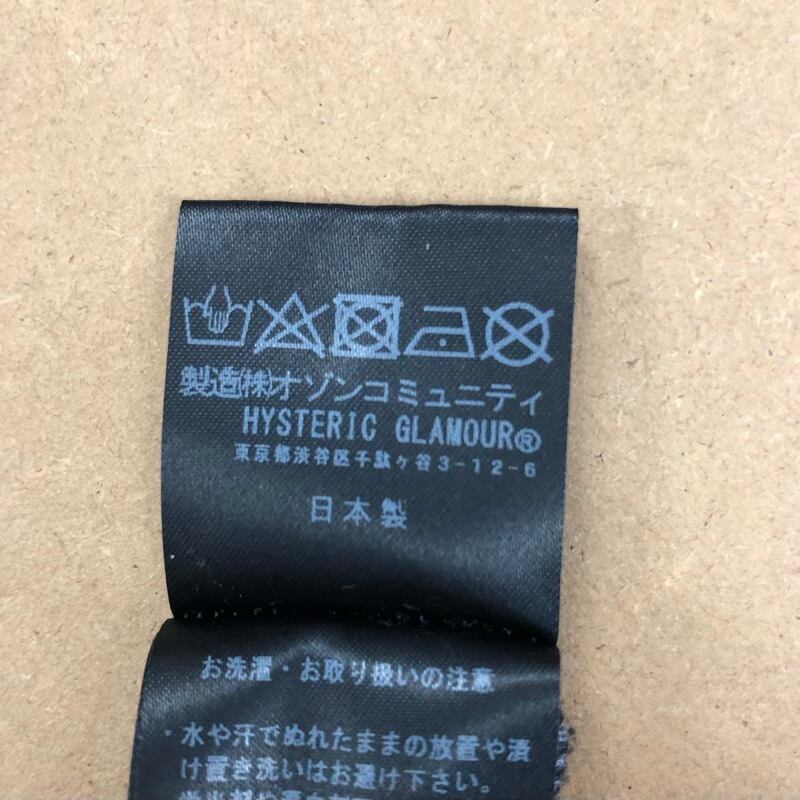 製造(株)オゾンコミュニティ
HYSTERIC GLAMOUR®
東京都渋谷区千駄ヶ谷3-12-6
日本製
お洗濯・お取り扱いの注意
・水や汗でぬれたままの放置や漬
け置き洗いはお避け下さい。